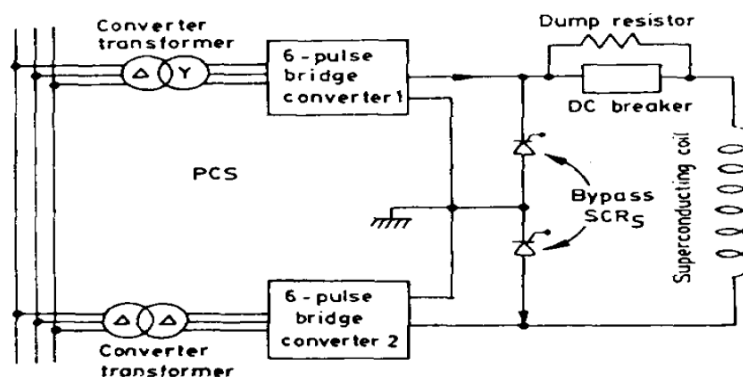 Converter
transformer
Δ Y
6-pulse
bridge
converter 1
Dump resistor
DC breaker
PCS
Bypass
SCRS
Superconducting coil
6-pulse
bridge
converter 2
Δ Δ
Converter
transformer